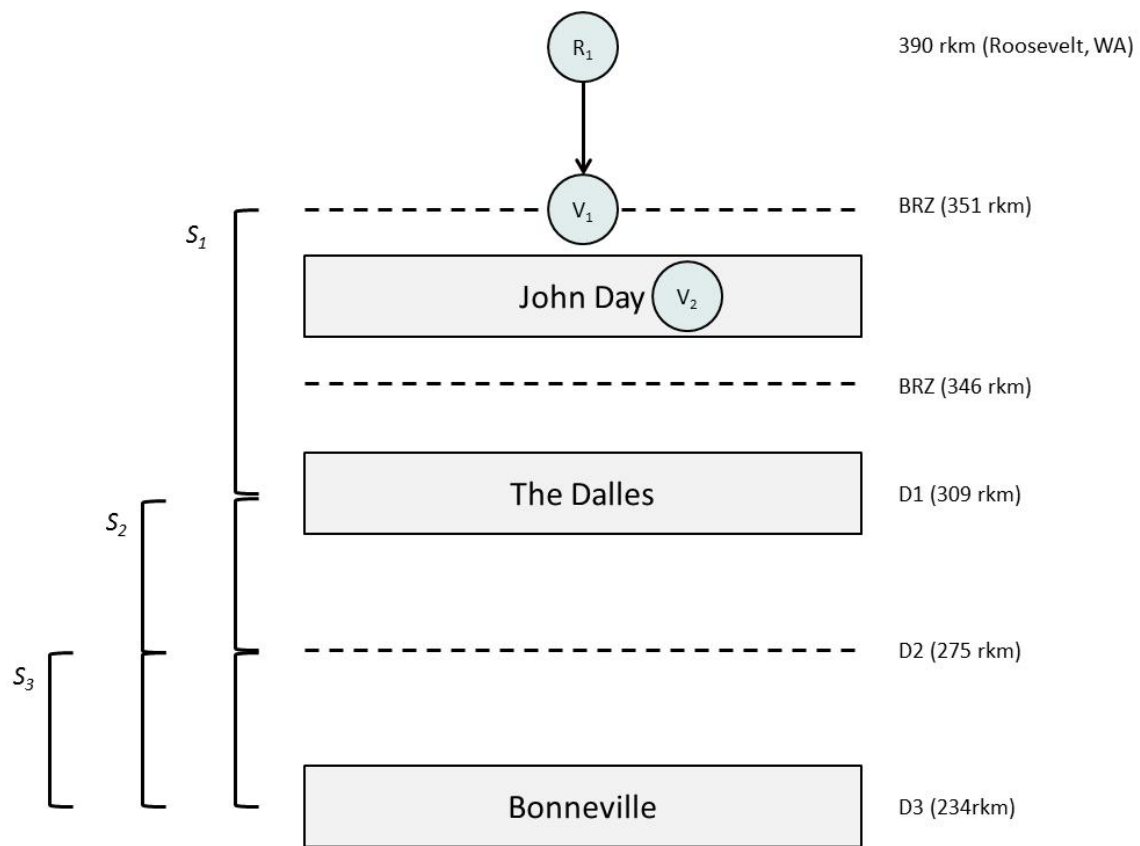 R₁
390 rkm (Roosevelt, WA)
V₁
BRZ (351 rkm)
S₁
John Day
V₂
BRZ (346 rkm)
The Dalles
D1 (309 rkm)
S₂
D2 (275 rkm)
S₃
Bonneville
D3 (234rkm)